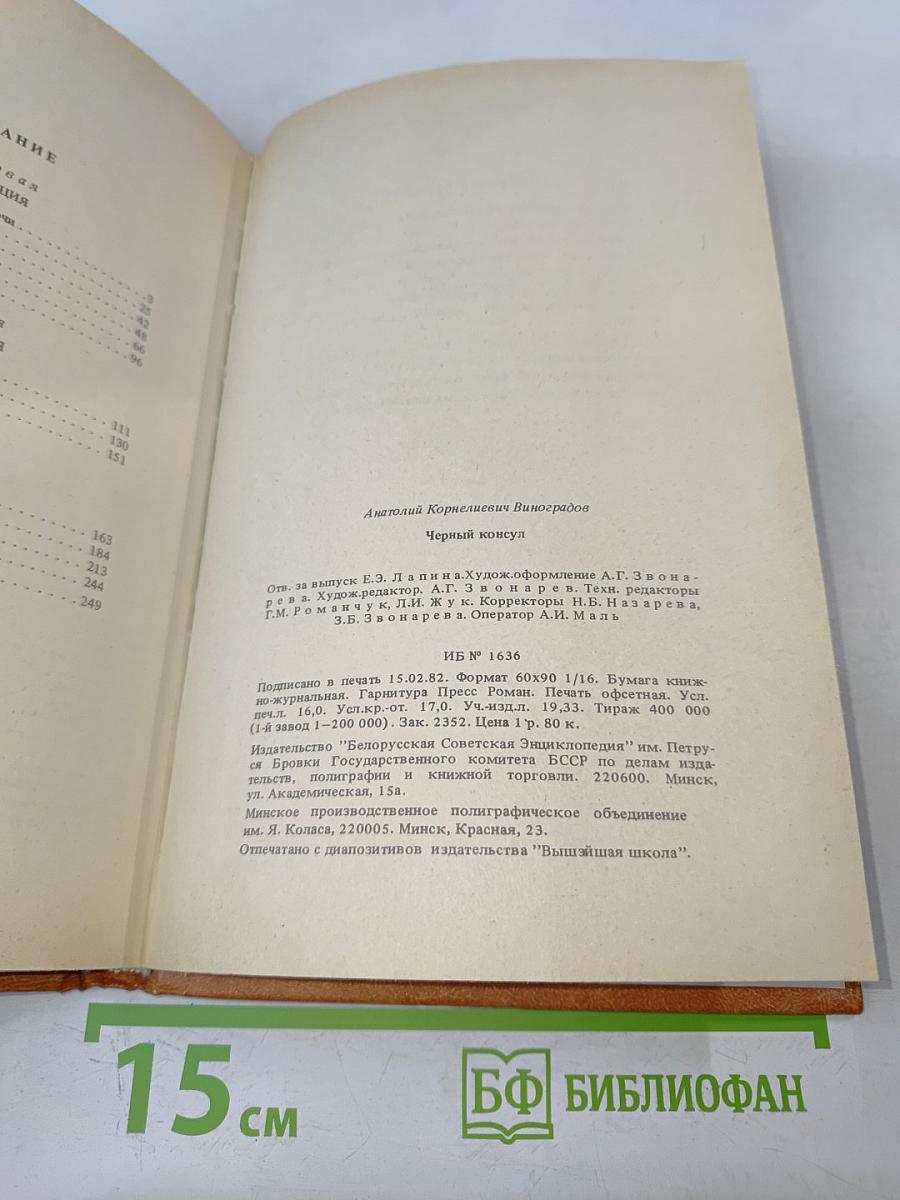 АНИЕ
вая
ЦИЯ
3
25
42
48
66
96
111
130
151
163
184
213
244
249
Анатолий Корнелиевич Виноградов
Черный консул
Отв. за выпуск Е.Э. Лапина.Худож.оформление А.Г. Звона-
рева. Худож.редактор. А.Г. Звонарев. Техн. редакторы
Г.М. Романчук, Л.И. Жук. Корректоры Н.Б. Назарева,
З.Б. Звонарева. Оператор А.И. Маль
ИБ № 1636
Подписано в печать 15.02.82. Формат 60х90 1/16. Бумага книж-
но-журнальная. Гарнитура Пресс Роман. Печать офсетная. Усл.
печ.л. 16,0. Усл.кр.-от. 17,0. Уч.-изд.л. 19,33. Тираж 400 000
(1-й завод 1—200 000). Зак. 2352. Цена 1 р. 80 к.
Издательство "Белорусская Советская Энциклопедия" им. Петру-
ся Бровки Государственного комитета БССР по делам изда-
тельств, полиграфии и книжной торговли. 220600. Минск,
ул. Академическая, 15а.
Минское производственное полиграфическое объединение
им. Я. Коласа, 220005. Минск, Красная, 23.
Отпечатано с диапозитивов издательства "Вышэйшая школа".
15 см
БФ БИБЛИОФАН